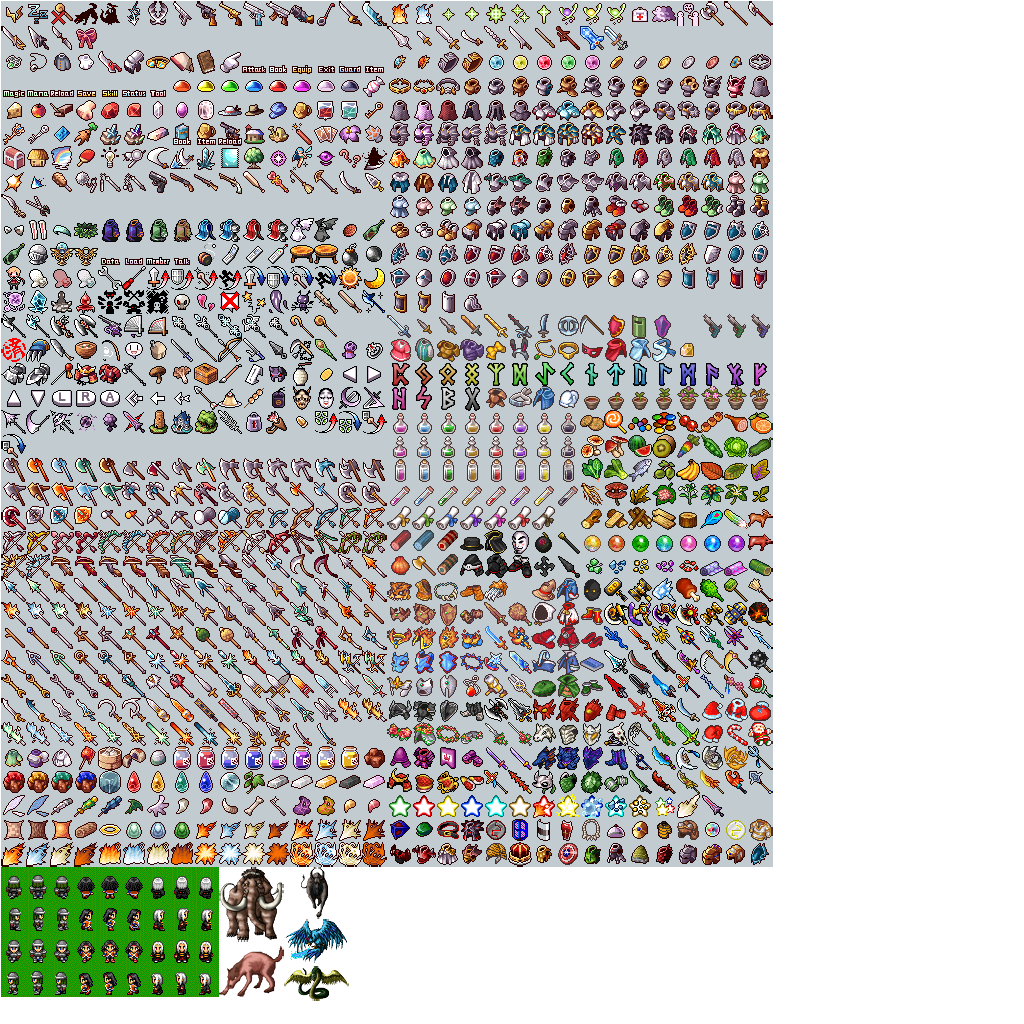 Attack Book Equip Exit Guard Item
Magic Mana Reload Save Skill Status Tool
Book Item Reload
Data Load Member Talk
L R A